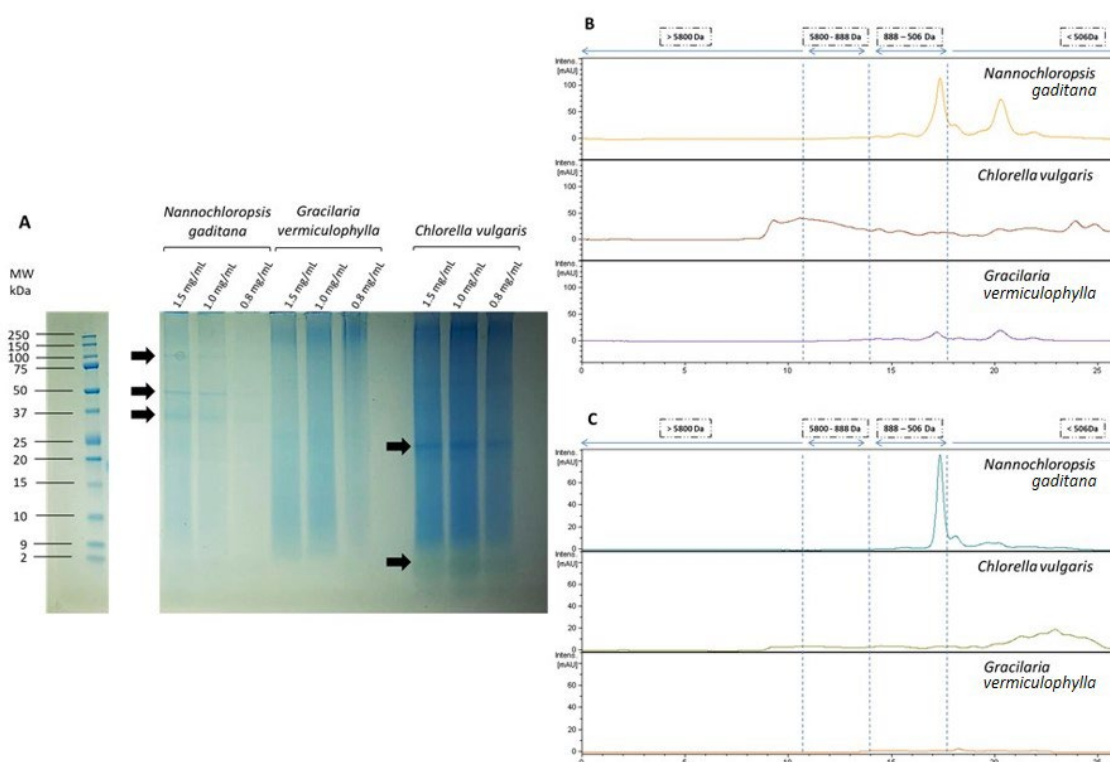 A
Nannochloropsis
gaditana
Gracilaria
vermiculophylla
Chlorella vulgaris
MW
kDa
1.5 mg/mL
1.0 mg/mL
0.8 mg/mL
1.5 mg/mL
1.0 mg/mL
0.8 mg/mL
1.5 mg/mL
1.0 mg/mL
0.8 mg/mL
250
150
100
75
50
37
25
20
15
10
9
2
B
> 5800 Da
5800 - 888 Da
888 – 506 Da
< 506Da
Intens.
[mAU]
100
50
0
Nannochloropsis
gaditana
Intens.
[mAU]
100
50
0
Chlorella vulgaris
Intens.
[mAU]
100
50
0
Gracilaria
vermiculophylla
0 5 10 15 20 25
C
> 5800 Da
5800 - 888 Da
888 – 506 Da
< 506Da
Intens.
[mAU]
80
60
40
20
0
Nannochloropsis
gaditana
Intens.
[mAU]
80
60
40
20
0
Chlorella vulgaris
Intens.
[mAU]
80
60
40
20
0
Gracilaria
vermiculophylla
0 5 10 15 20 25